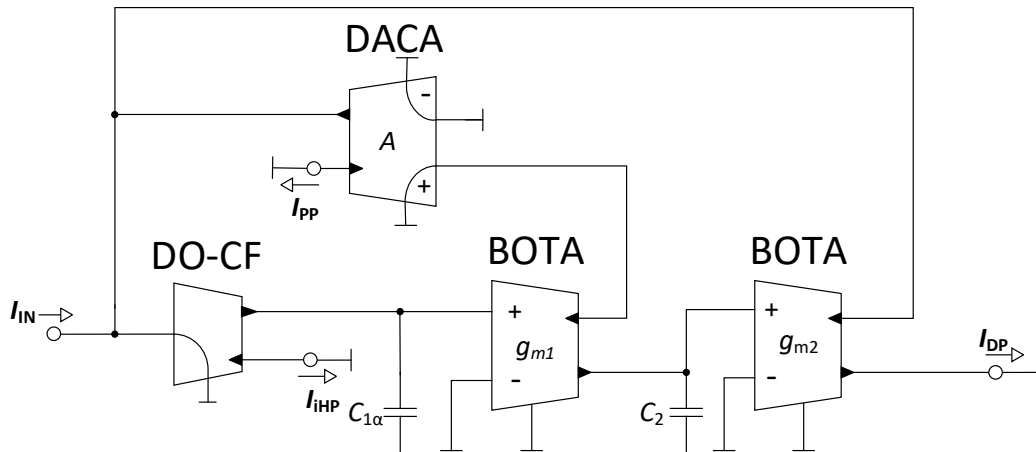 DACA
-
A
+
I_PP
DO-CF
BOTA
BOTA
I_IN
I_iHP
C_1α
+
g_m1
-
C_2
+
g_m2
-
I_DP